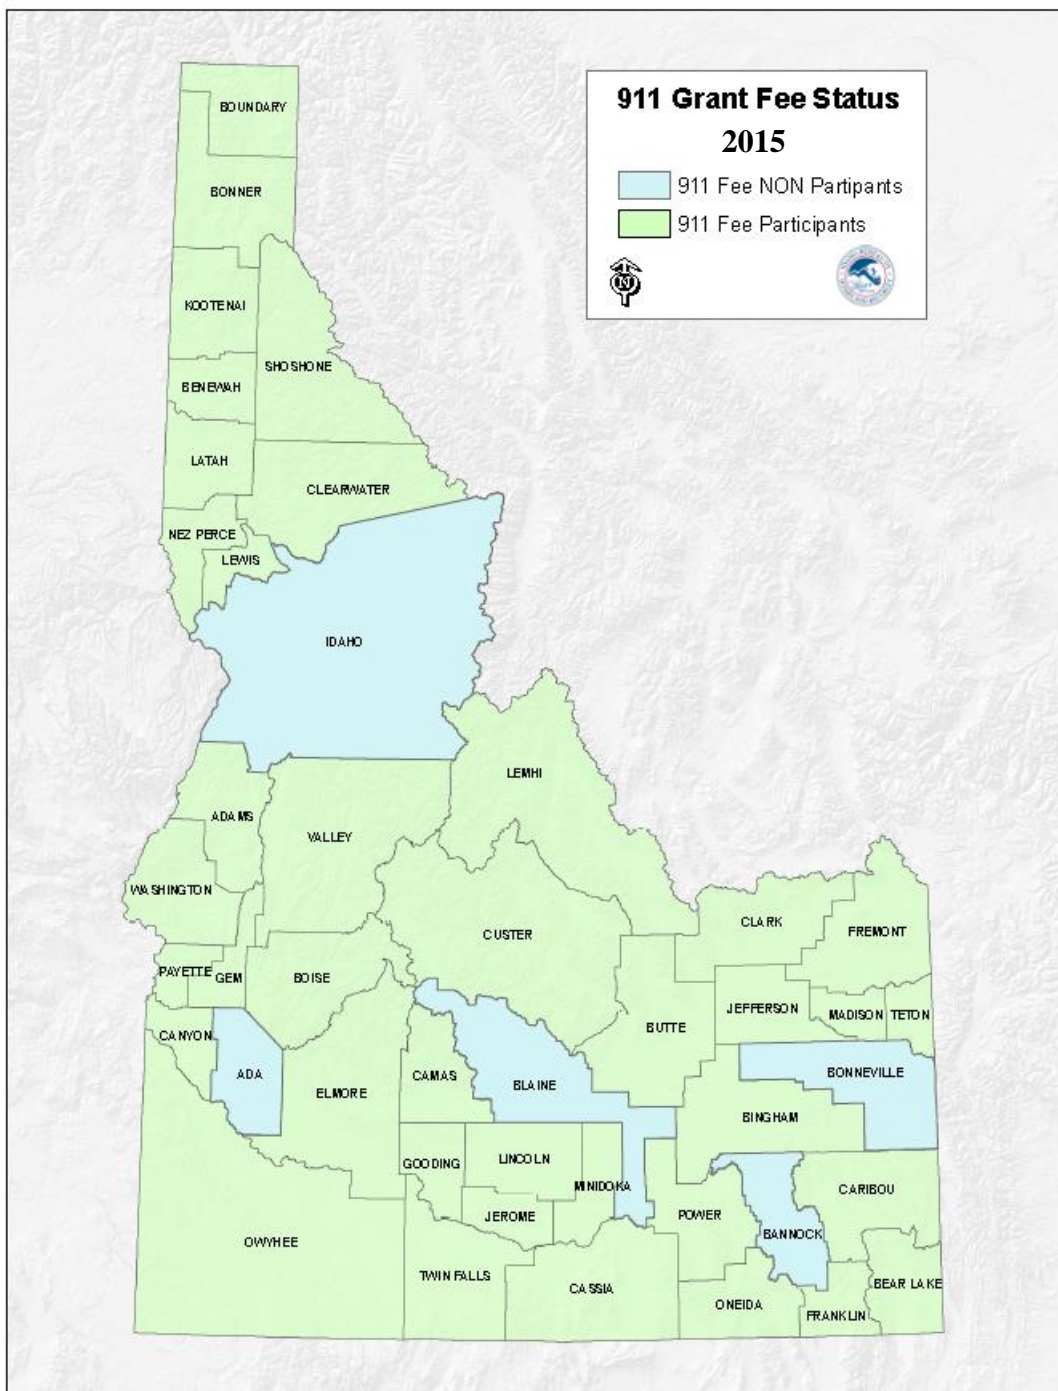 911 Grant Fee Status
2015
911 Fee NON Partipants
911 Fee Participants
N
BOUNDARY
BONNER
KOOTENAI
SHOSHONE
BENEWAH
LATAH
CLEARWATER
NEZ PERCE
LEWIS
IDAHO
LEMHI
ADAMS
VALLEY
WASHINGTON
CUSTER
CLARK
FREMONT
PAYETTE
GEM
BOISE
JEFFERSON
MADISON
TETON
BUTTE
CANYON
ADA
CAMAS
BLAINE
BONNEVILLE
ELMORE
BINGHAM
GOODING
LINCOLN
MINIDOKA
CARIBOU
JEROME
POWER
BANNOCK
OWYHEE
TWIN FALLS
CASSIA
BEAR LAKE
ONEIDA
FRANKLIN